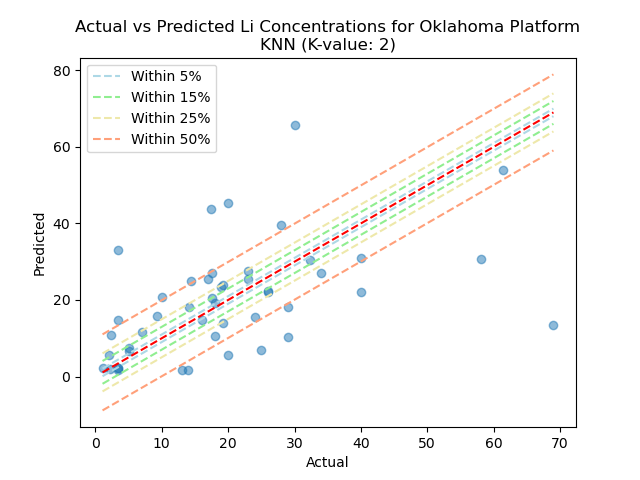 Actual vs Predicted Li Concentrations for Oklahoma Platform
KNN (K-value: 2)
Within 5%
Within 15%
Within 25%
Within 50%
80
60
40
20
0
Predicted
0 10 20 30 40 50 60 70
Actual